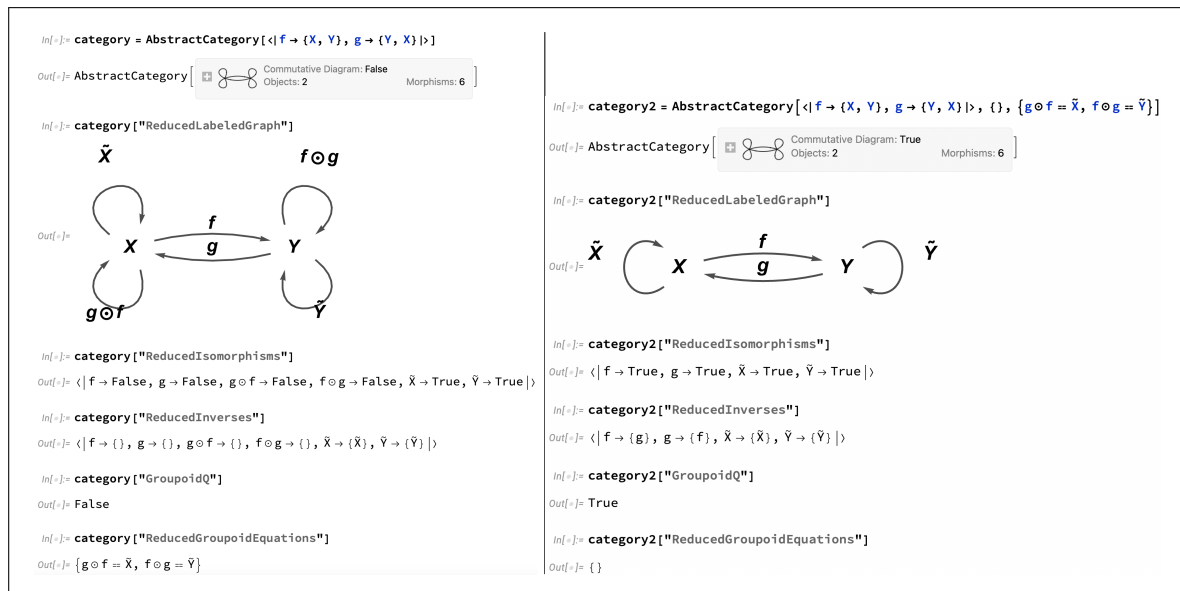 In[•]:= category = AbstractCategory[<|f → {X, Y}, g → {Y, X}|>]
Out[•]= AbstractCategory[ Commutative Diagram: False
Objects: 2 Morphisms: 6 ]
In[•]:= category["ReducedLabeledGraph"]
X̃ f⊙g
f
Out[•]= X g Y
g⊙f Ỹ
In[•]:= category["ReducedIsomorphisms"]
Out[•]= <|f → False, g → False, g⊙f → False, f⊙g → False, X̃ → True, Ỹ → True|>
In[•]:= category["ReducedInverses"]
Out[•]= <|f → {}, g → {}, g⊙f → {}, f⊙g → {}, X̃ → {X̃}, Ỹ → {Ỹ}|>
In[•]:= category["GroupoidQ"]
Out[•]= False
In[•]:= category["ReducedGroupoidEquations"]
Out[•]= {g⊙f == X̃, f⊙g == Ỹ}
In[•]:= category2 = AbstractCategory[<|f → {X, Y}, g → {Y, X}|>, {}, {g⊙f == X̃, f⊙g == Ỹ}]
Out[•]= AbstractCategory[ Commutative Diagram: True
Objects: 2 Morphisms: 6 ]
In[•]:= category2["ReducedLabeledGraph"]
X̃ f Ỹ
Out[•]= X g Y
In[•]:= category2["ReducedIsomorphisms"]
Out[•]= <|f → True, g → True, X̃ → True, Ỹ → True|>
In[•]:= category2["ReducedInverses"]
Out[•]= <|f → {g}, g → {f}, X̃ → {X̃}, Ỹ → {Ỹ}|>
In[•]:= category2["GroupoidQ"]
Out[•]= True
In[•]:= category2["ReducedGroupoidEquations"]
Out[•]= {}